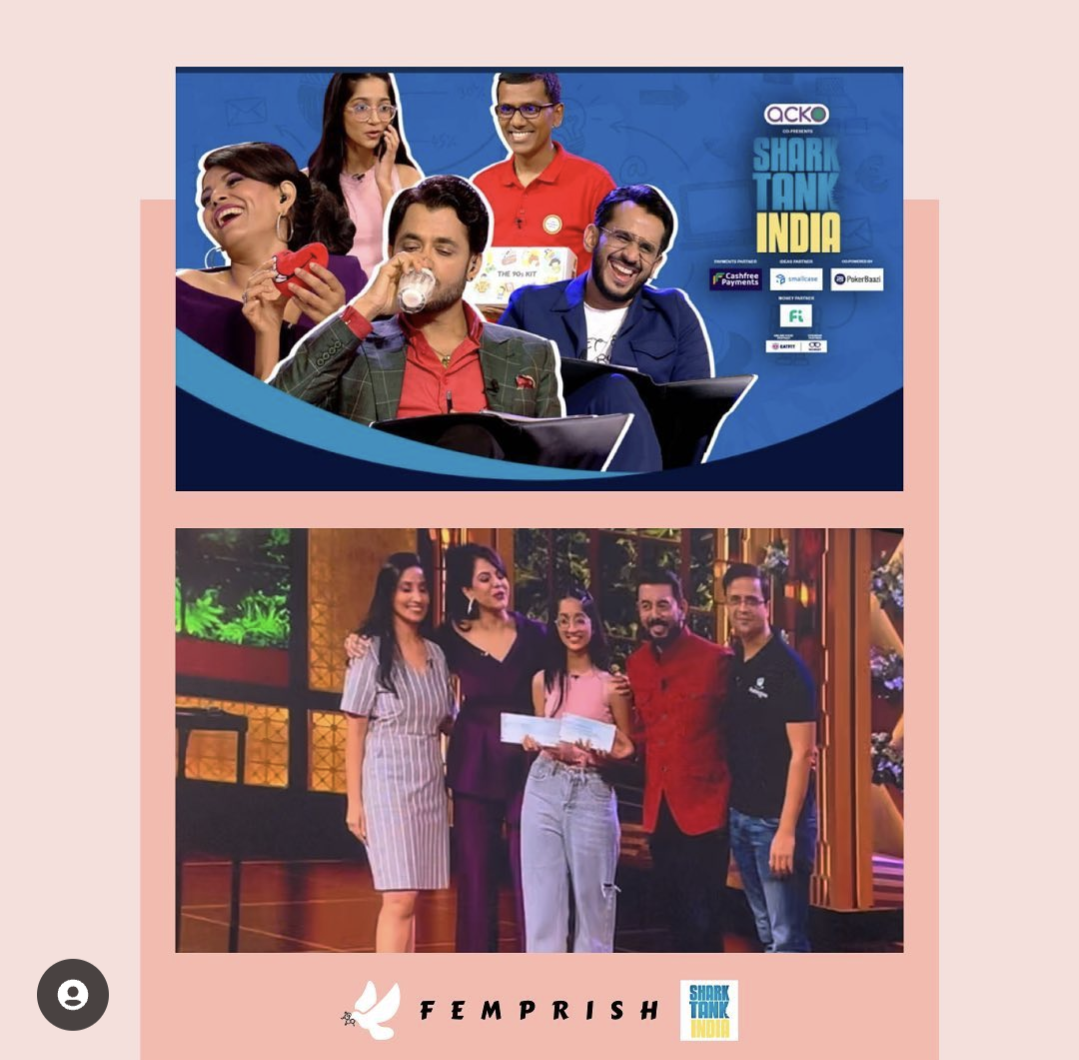 acko
CO-PRESENTS
SHARK
TANK
INDIA
PAYMENTS PARTNER
IDEAS PARTNER
CO-POWERED BY
Cashfree
Payments
smallcase
PokerBaazi
MONEY PARTNER
Fi
EATFIT
THE 90s KIT
FEMPRISH
SHARK
TANK
INDIA